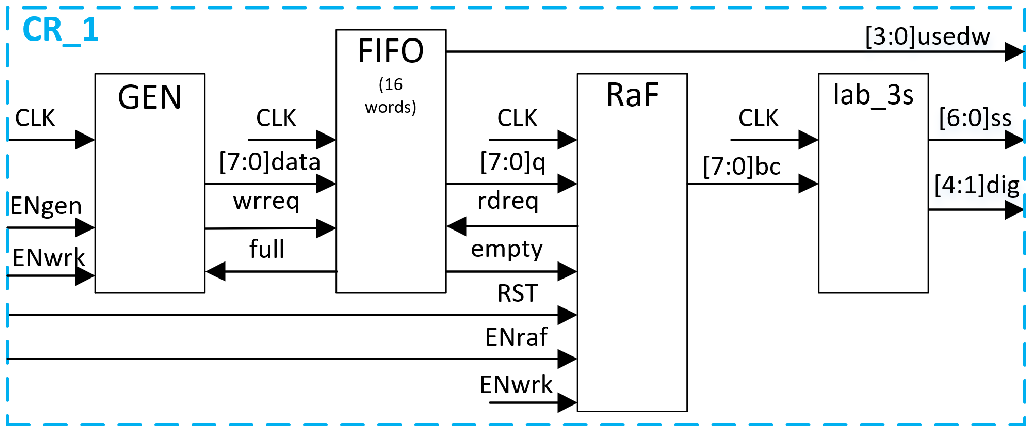 CR_1
FIFO
(16
words)
[3:0]usedw
GEN
RaF
lab_3s
CLK
CLK
CLK
CLK
[6:0]ss
[7:0]data
[7:0]q
[7:0]bc
[4:1]dig
ENgen
wrreq
rdreq
ENwrk
full
empty
RST
ENraf
ENwrk